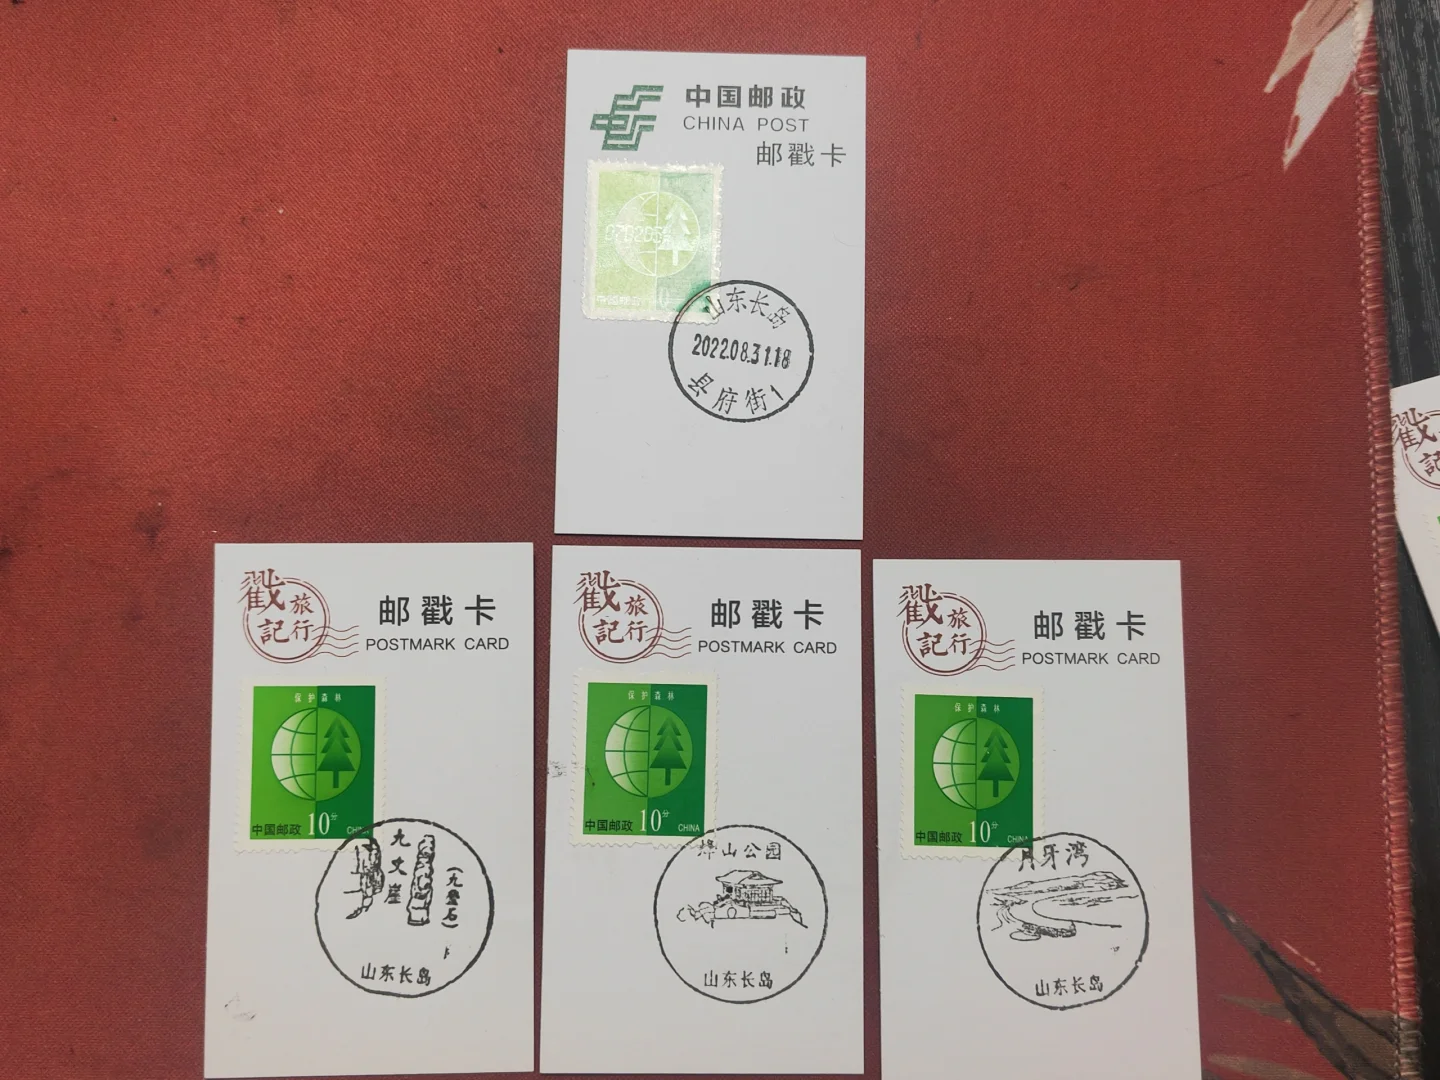 中国邮政
CHINA POST
邮戳卡
山东长岛
2022.08.31.18
县府街1
戳
旅
記行
邮戳卡
POSTMARK CARD
保护森林
中国邮政 10分 CHINA
九丈崖
(九叠石)
山东长岛
戳
旅
記行
邮戳卡
POSTMARK CARD
保护森林
中国邮政 10分 CHINA
烽山公园
山东长岛
戳
旅
記行
邮戳卡
POSTMARK CARD
保护森林
中国邮政 10分 CHINA
月牙湾
山东长岛
戳
記